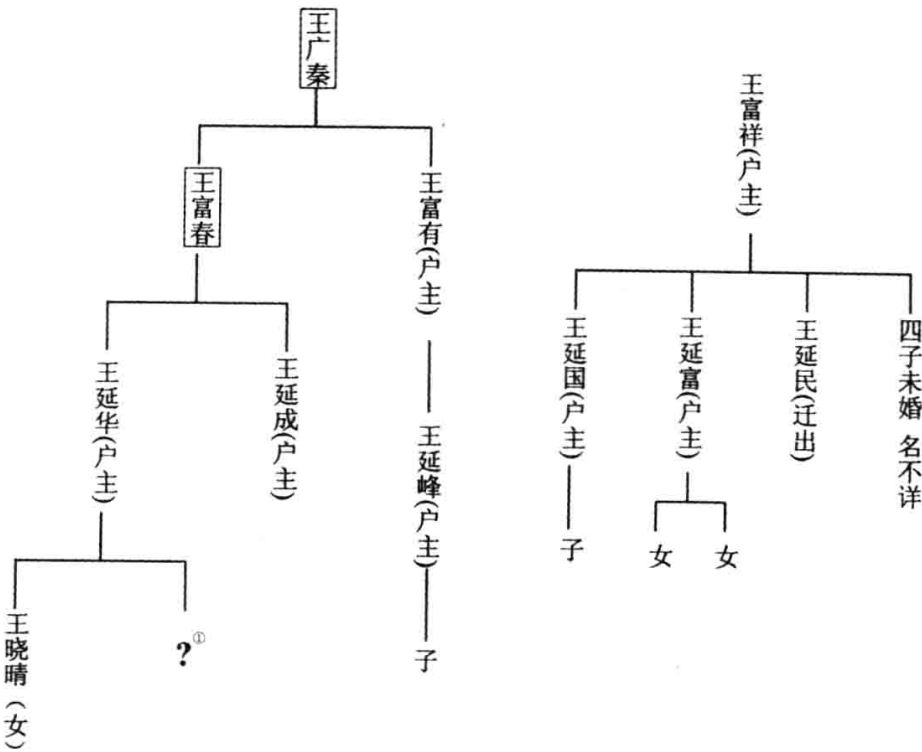 王广秦
王富春
王富有(户主)
王延华(户主)
王延成(户主)
王延峰(户主)
王晓晴(女)
?①
子
王富祥(户主)
王延国(户主)
王延富(户主)
王延民(迁出)
四子未婚 名不详
子
女
女